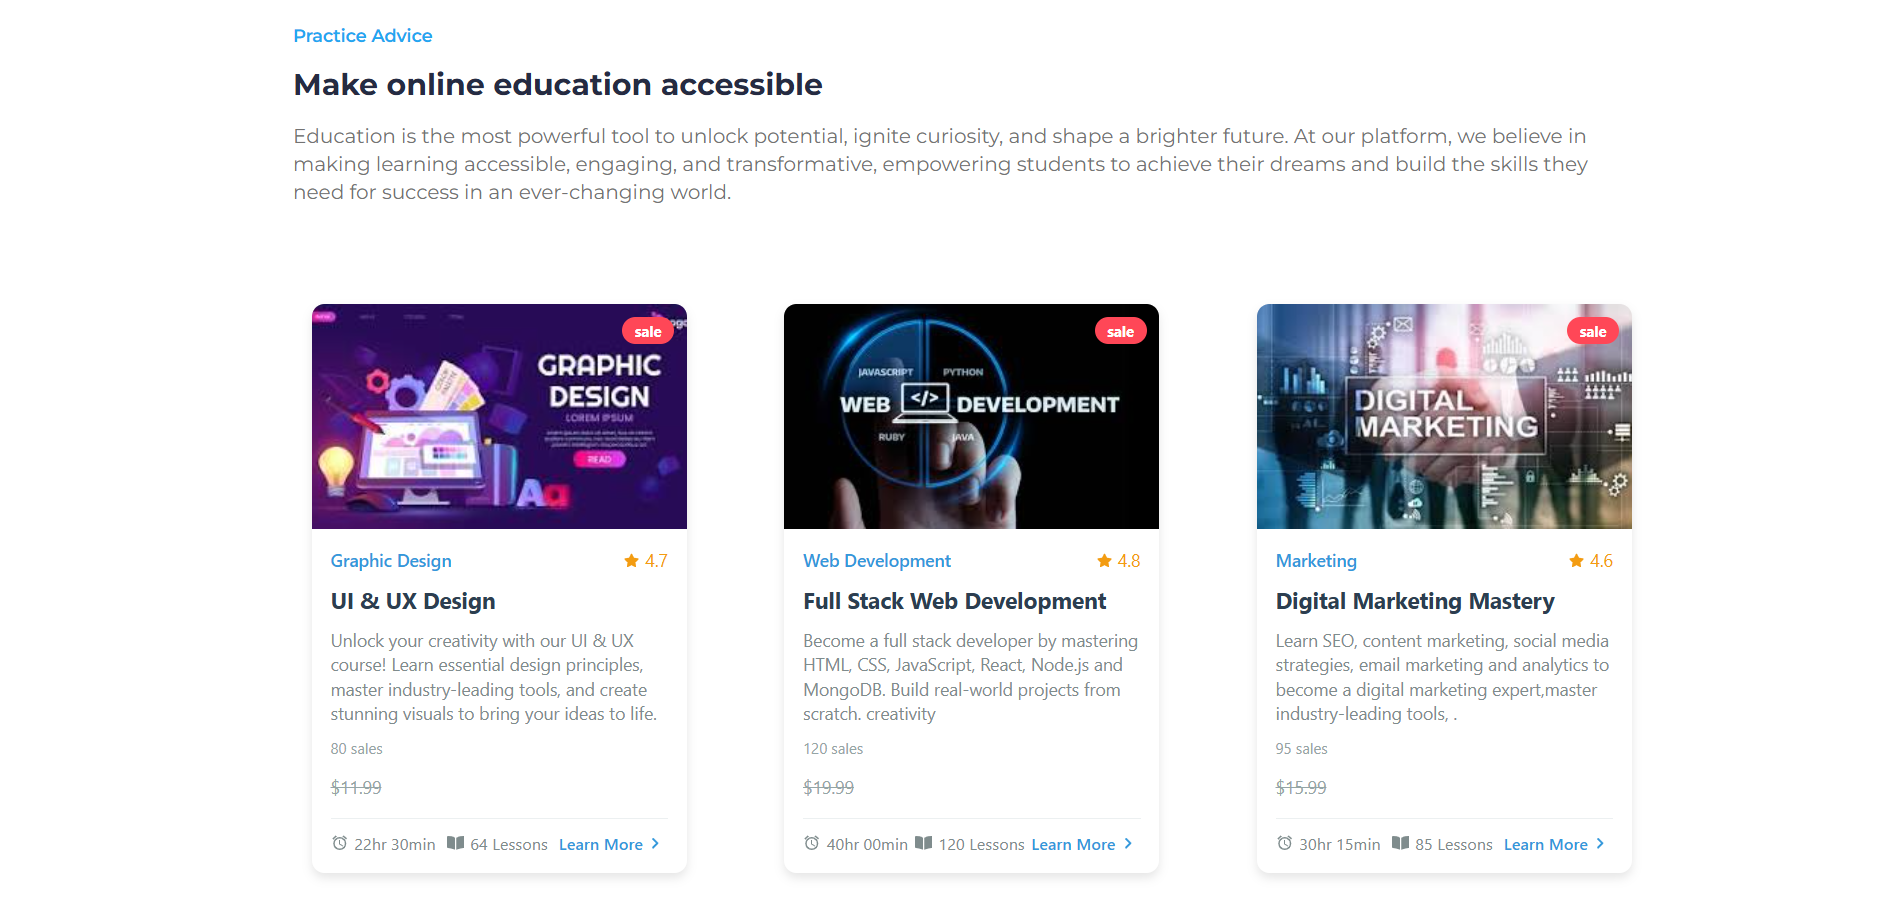 Practice Advice
Make online education accessible
Education is the most powerful tool to unlock potential, ignite curiosity, and shape a brighter future. At our platform, we believe in
making learning accessible, engaging, and transformative, empowering students to achieve their dreams and build the skills they
need for success in an ever-changing world.
sale
GRAPHIC
DESIGN
LOREM IPSUM
READ
Aa
Graphic Design
4.7
UI & UX Design
Unlock your creativity with our UI & UX
course! Learn essential design principles,
master industry-leading tools, and create
stunning visuals to bring your ideas to life.
80 sales
$11.99
22hr 30min 64 Lessons Learn More
sale
JAVASCRIPT PYTHON
WEB </> DEVELOPMENT
RUBY JAVA
Web Development
4.8
Full Stack Web Development
Become a full stack developer by mastering
HTML, CSS, JavaScript, React, Node.js and
MongoDB. Build real-world projects from
scratch. creativity
120 sales
$19.99
40hr 00min 120 Lessons Learn More
sale
DIGITAL
MARKETING
Marketing
4.6
Digital Marketing Mastery
Learn SEO, content marketing, social media
strategies, email marketing and analytics to
become a digital marketing expert,master
industry-leading tools, .
95 sales
$15.99
30hr 15min 85 Lessons Learn More